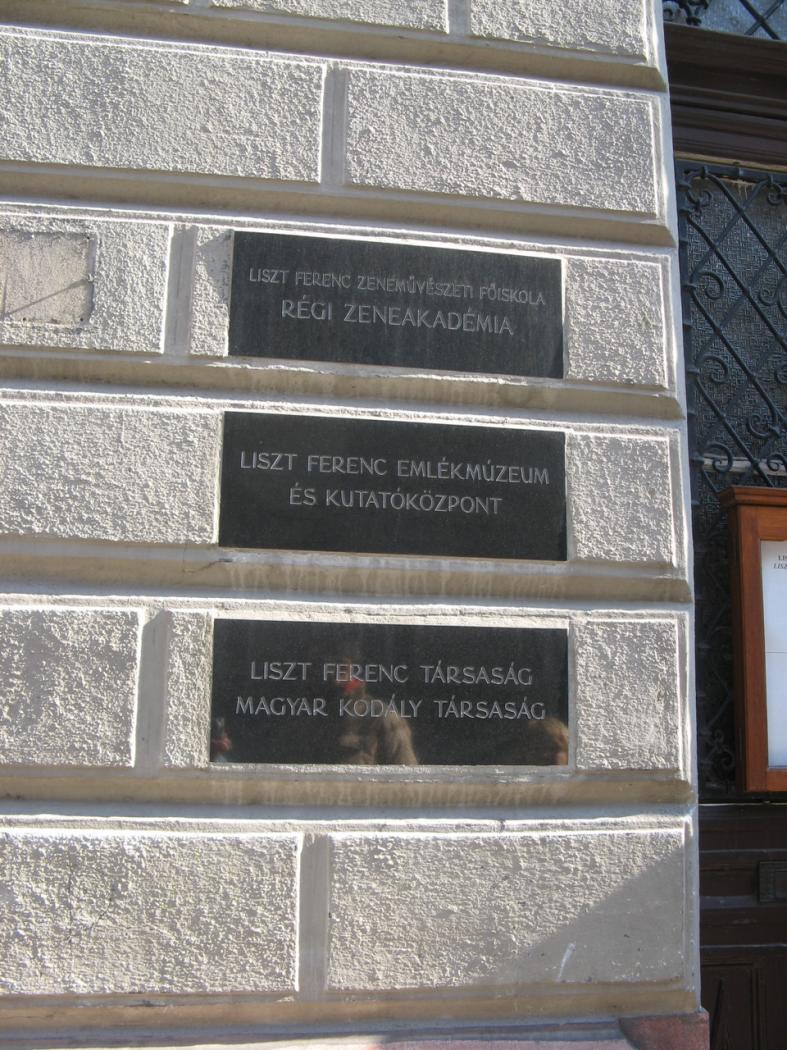 LISZT FERENC ZENEMŰVÉSZETI FŐISKOLA
RÉGI ZENEAKADÉMIA
LISZT FERENC EMLÉKMÚZEUM
ÉS KUTATÓKÖZPONT
LISZT FERENC TÁRSASÁG
MAGYAR KODÁLY TÁRSASÁG